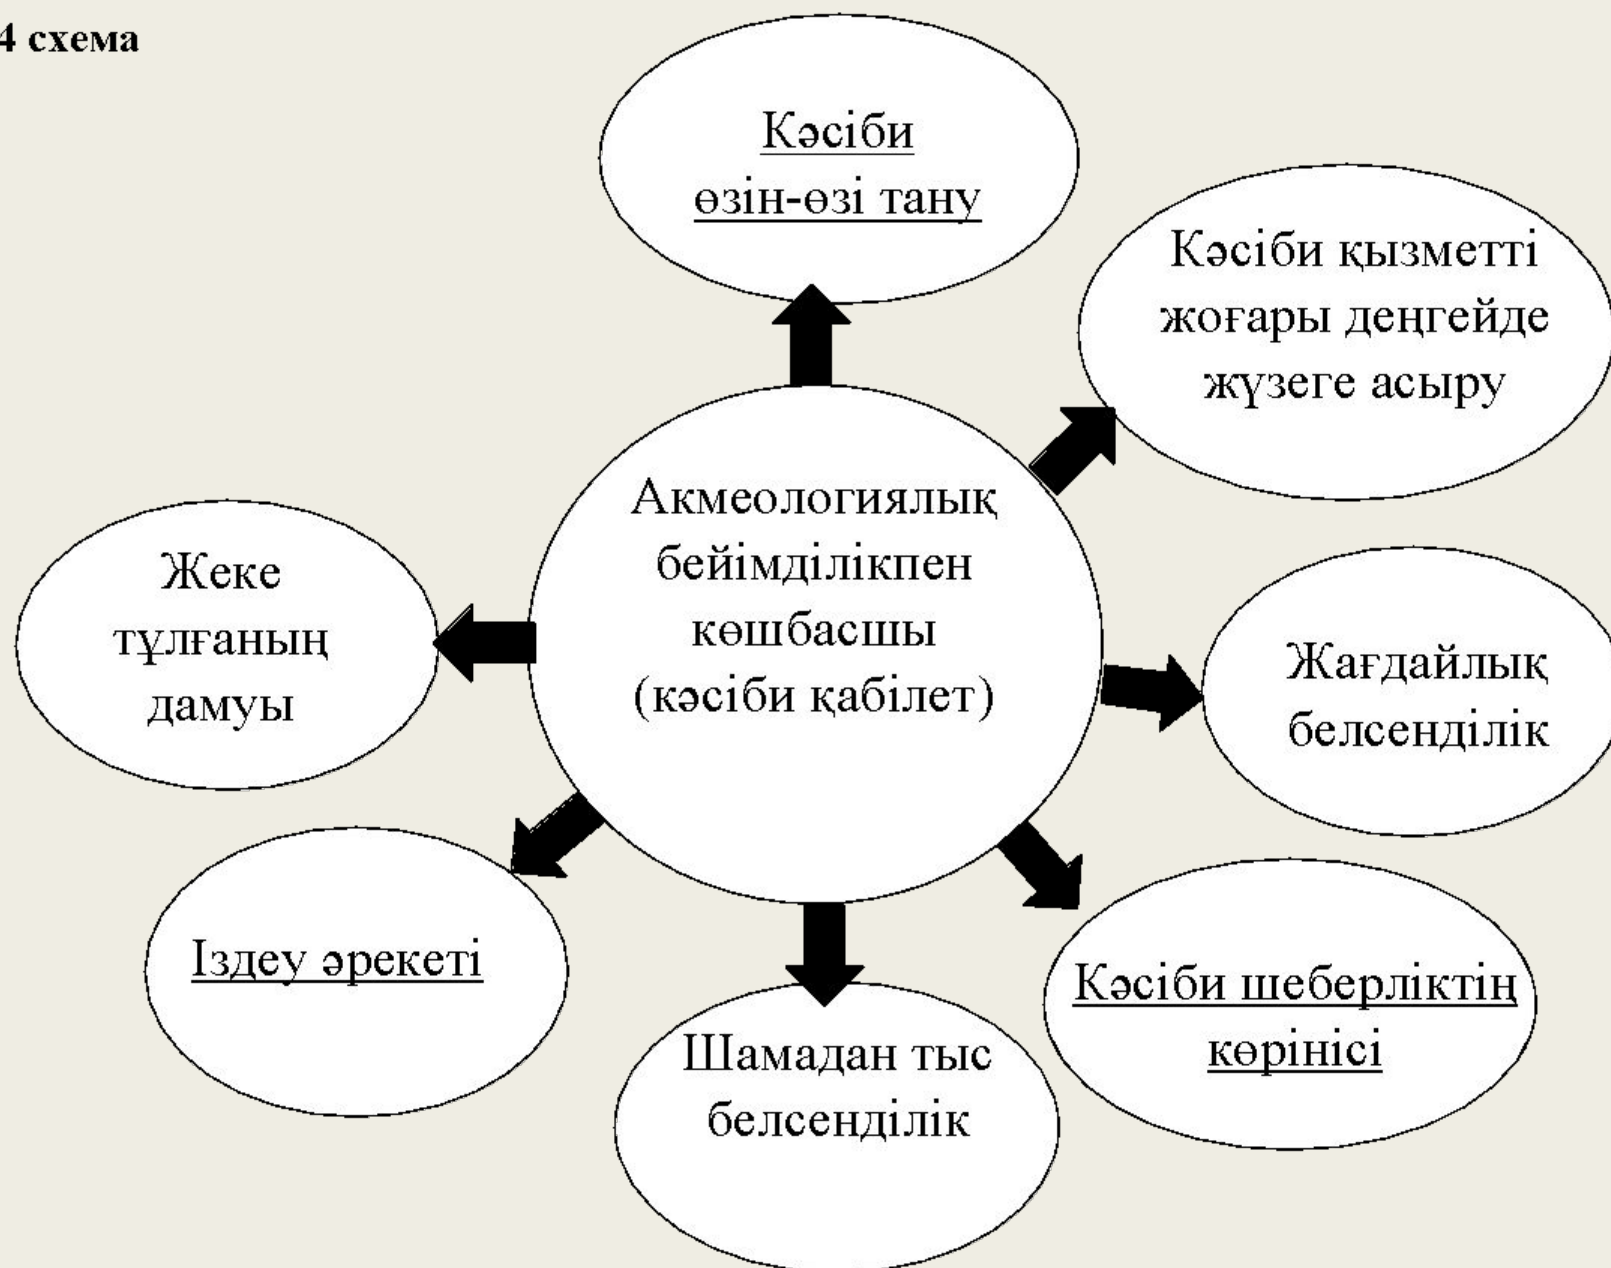 4 схема
Кәсіби
өзін-өзі тану
Кәсіби қызметті
жоғары деңгейде
жүзеге асыру
Акмеологиялық
бейімділікпен
көшбасшы
(кәсіби қабілет)
Жеке
тұлғаның
дамуы
Жағдайлық
белсенділік
Іздеу әрекеті
Кәсіби шеберліктің
көрінісі
Шамадан тыс
белсенділік